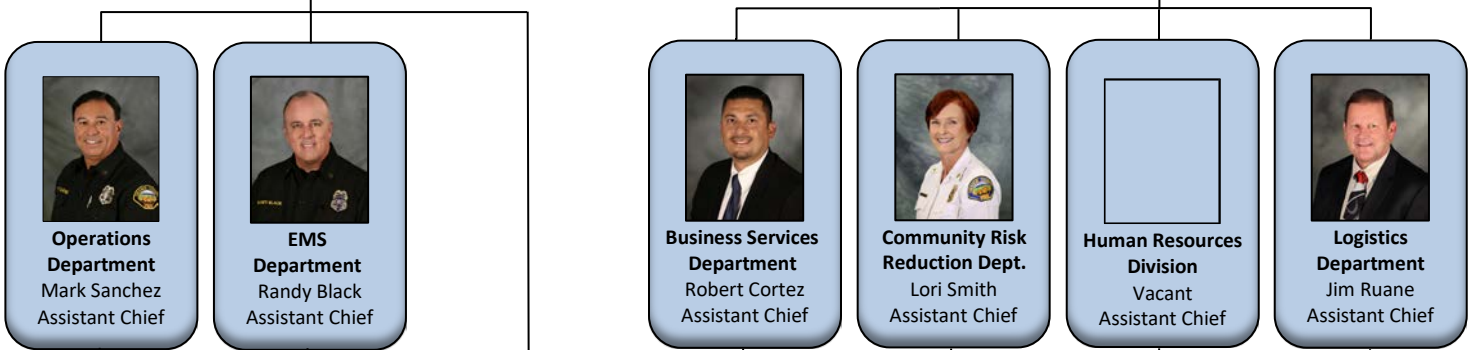 Operations
Department
Mark Sanchez
Assistant Chief
EMS
Department
Randy Black
Assistant Chief
Business Services
Department
Robert Cortez
Assistant Chief
Community Risk
Reduction Dept.
Lori Smith
Assistant Chief
Human Resources
Division
Vacant
Assistant Chief
Logistics
Department
Jim Ruane
Assistant Chief